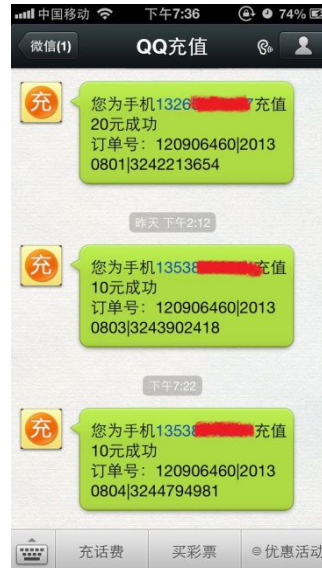 中国移动 下午7:36 74%
微信(1) QQ充值
充
您为手机1326 7充值
20元成功
订单号：120906460|2013
0801|3242213654
昨天 下午2:12
充
您为手机13538 充值
10元成功
订单号：120906460|2013
0803|3243902418
下午7:22
充
您为手机13538 充值
10元成功
订单号：120906460|2013
0804|3244794981
充话费 买彩票 优惠活动